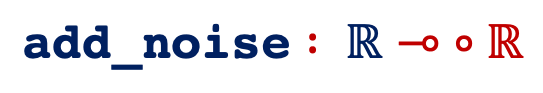 add_noise : ℝ ⊸ ○ ℝ